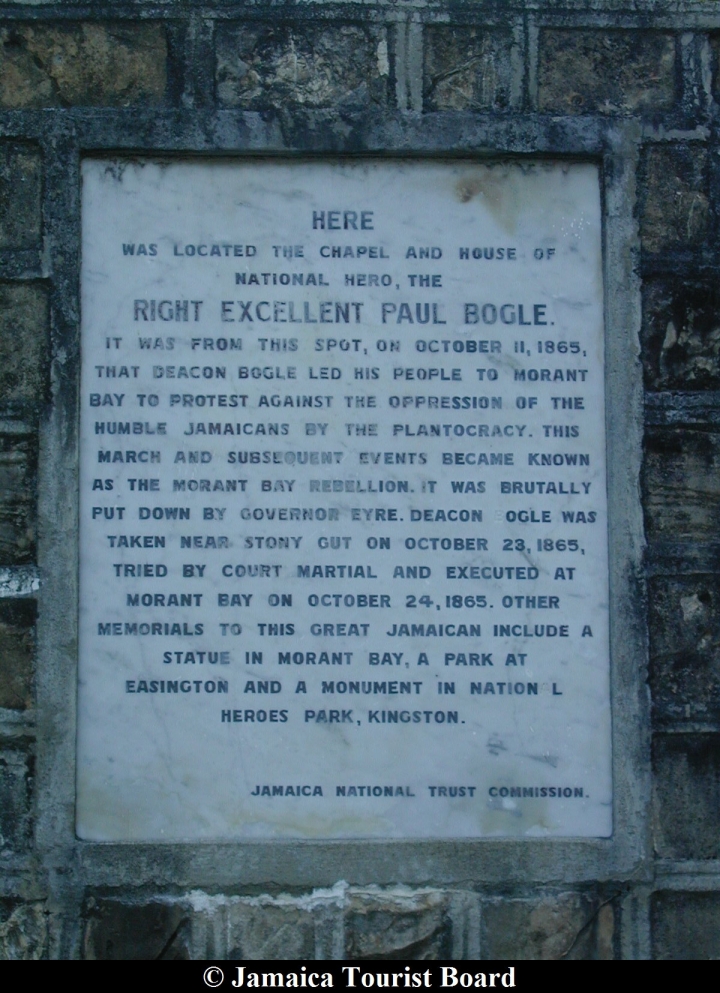 HERE
WAS LOCATED THE CHAPEL AND HOUSE OF
NATIONAL HERO, THE
RIGHT EXCELLENT PAUL BOGLE.
IT WAS FROM THIS SPOT, ON OCTOBER 11, 1865,
THAT DEACON BOGLE LED HIS PEOPLE TO MORANT
BAY TO PROTEST AGAINST THE OPPRESSION OF THE
HUMBLE JAMAICANS BY THE PLANTOCRACY. THIS
MARCH AND SUBSEQUENT EVENTS BECAME KNOWN
AS THE MORANT BAY REBELLION. IT WAS BRUTALLY
PUT DOWN BY GOVERNOR EYRE. DEACON OGLE WAS
TAKEN NEAR STONY GUT ON OCTOBER 23, 1865,
TRIED BY COURT MARTIAL AND EXECUTED AT
MORANT BAY ON OCTOBER 24, 1865. OTHER
MEMORIALS TO THIS GREAT JAMAICAN INCLUDE A
STATUE IN MORANT BAY, A PARK AT
EASINGTON AND A MONUMENT IN NATION L
HEROES PARK, KINGSTON.
JAMAICA NATIONAL TRUST COMMISSION.
© Jamaica Tourist Board